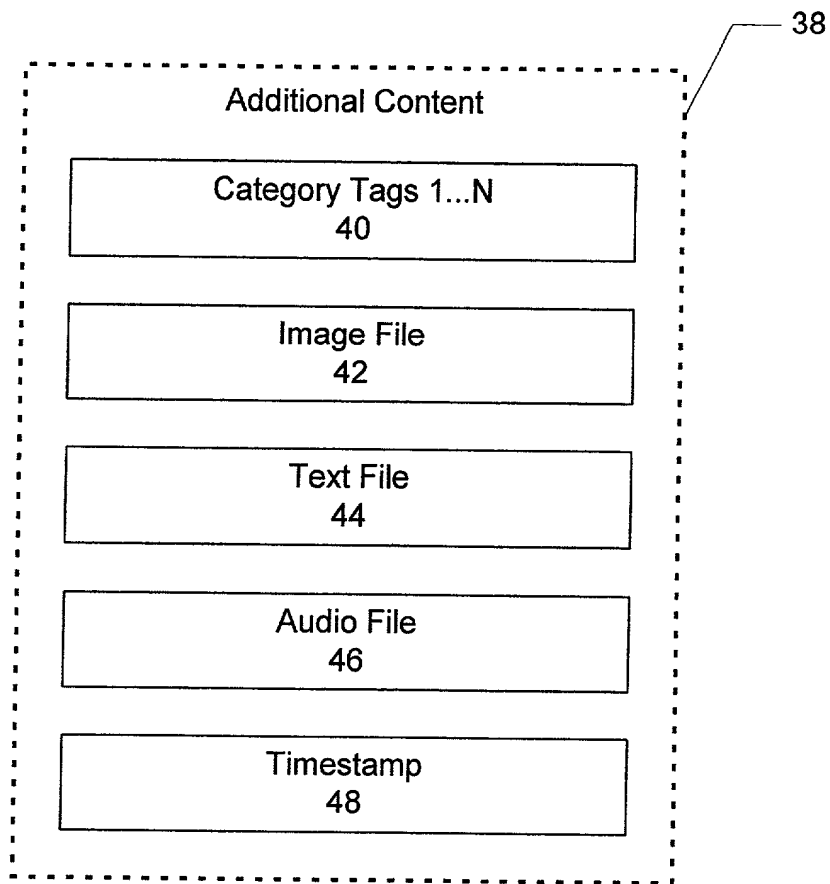 38
Additional Content
Category Tags 1...N
40
Image File
42
Text File
44
Audio File
46
Timestamp
48